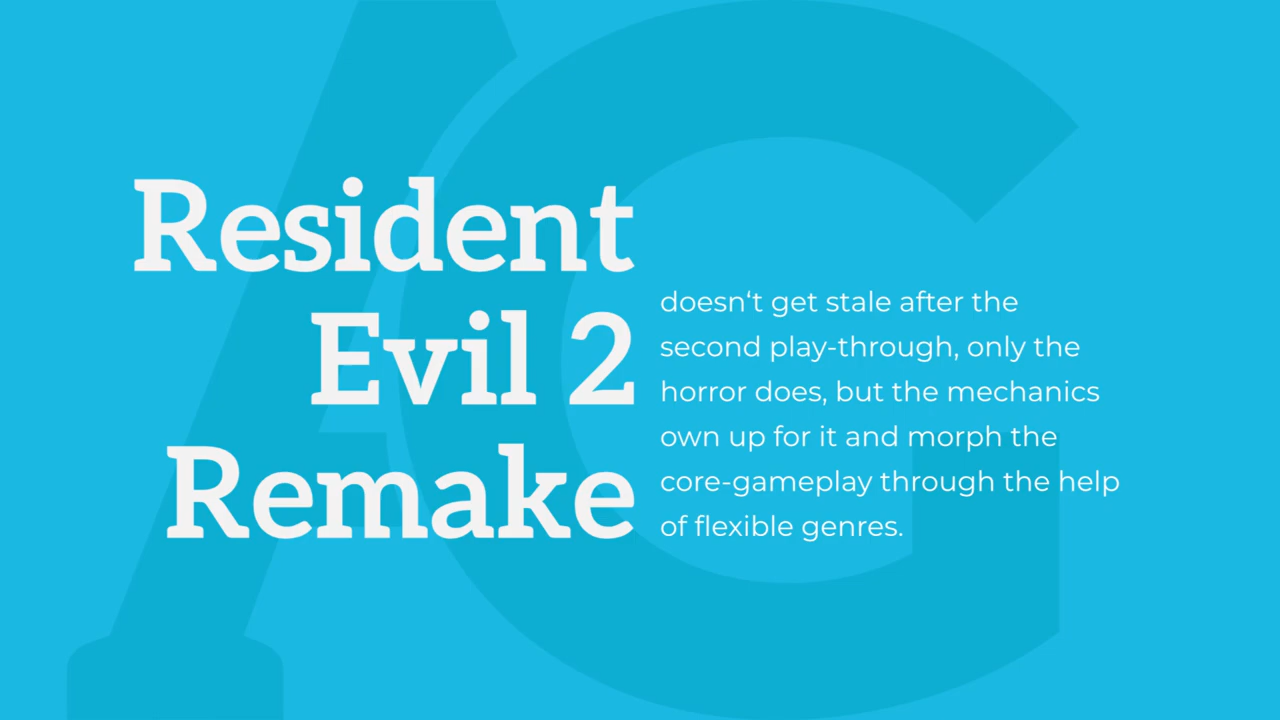 Resident
Evil 2
Remake
doesn‘t get stale after the
second play-through, only the
horror does, but the mechanics
own up for it and morph the
core-gameplay through the help
of flexible genres.